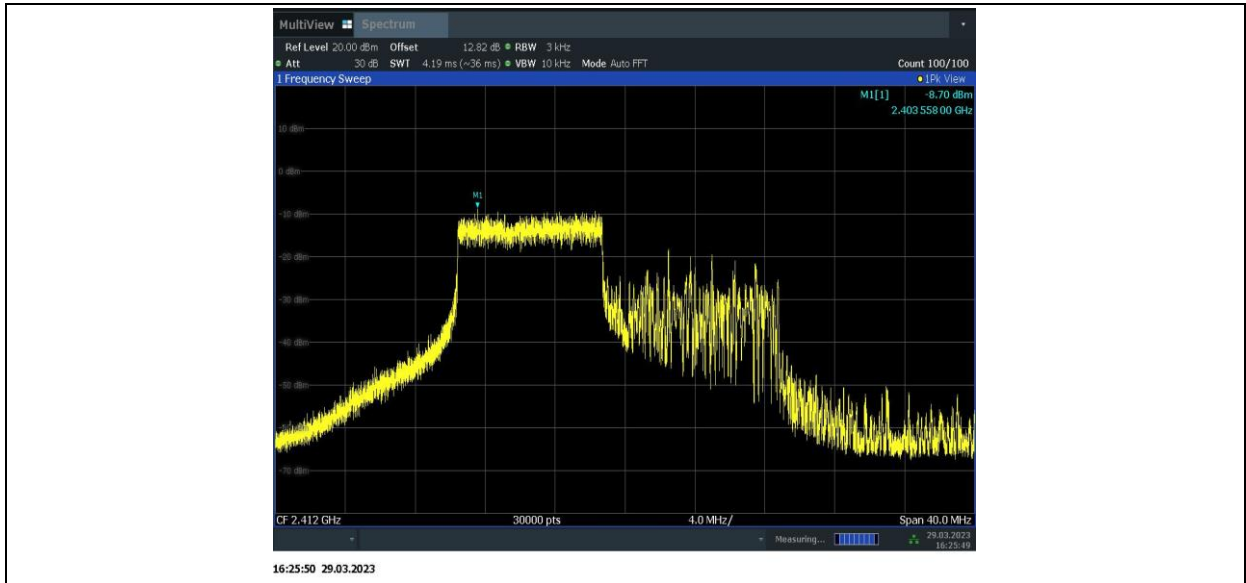 MultiView Spectrum
Ref Level 20.00 dBm Offset 12.82 dB RBW 3 kHz
Att 30 dB SWT 4.19 ms (~36 ms) VBW 10 kHz Mode Auto FFT Count 100/100
1 Frequency Sweep 1Pk View
M1[1] -8.70 dBm
2.403 558 00 GHz
10 dBm
0 dBm
M1
-10 dBm
-20 dBm
-30 dBm
-40 dBm
-50 dBm
-70 dBm
CF 2.412 GHz 30000 pts 4.0 MHz/ Span 40.0 MHz
Measuring... 29.03.2023
16:25:49
16:25:50 29.03.2023